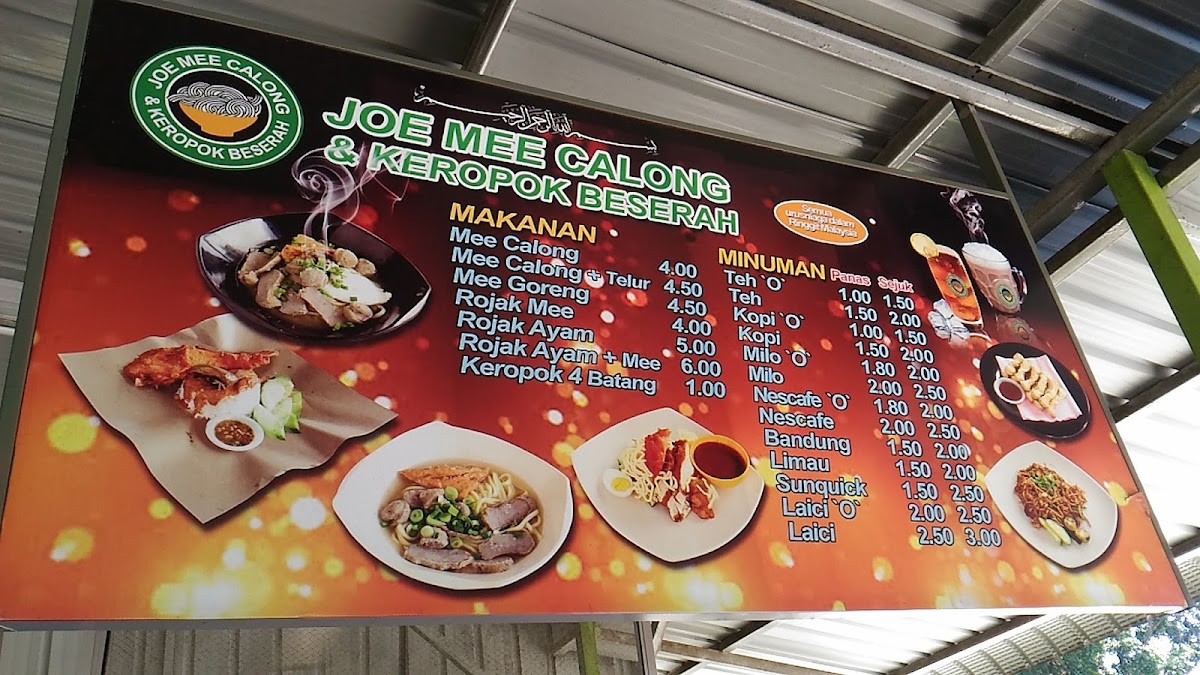 JOE MEE CALONG
& KEROPOK BESERAH
بسم الله الرحمن الرحيم
JOE MEE CALONG
& KEROPOK BESERAH
Semua
urusniaga dalam
Ringgit Malaysia
MAKANAN
Mee Calong 4.00
Mee Calong + Telur 4.50
Mee Goreng 4.50
Rojak Mee 4.00
Rojak Ayam 5.00
Rojak Ayam + Mee 6.00
Keropok 4 Batang 1.00
MINUMAN Panas Sejuk
Teh `O` 1.00 1.50
Teh 1.50 2.00
Kopi `O` 1.00 1.50
Kopi 1.50 2.00
Milo `O` 1.80 2.00
Milo 2.00 2.50
Nescafe `O` 1.80 2.00
Nescafe 2.00 2.50
Bandung 1.50 2.00
Limau 1.50 2.00
Sunquick 1.50 2.50
Laici `O` 2.00 2.50
Laici 2.50 3.00